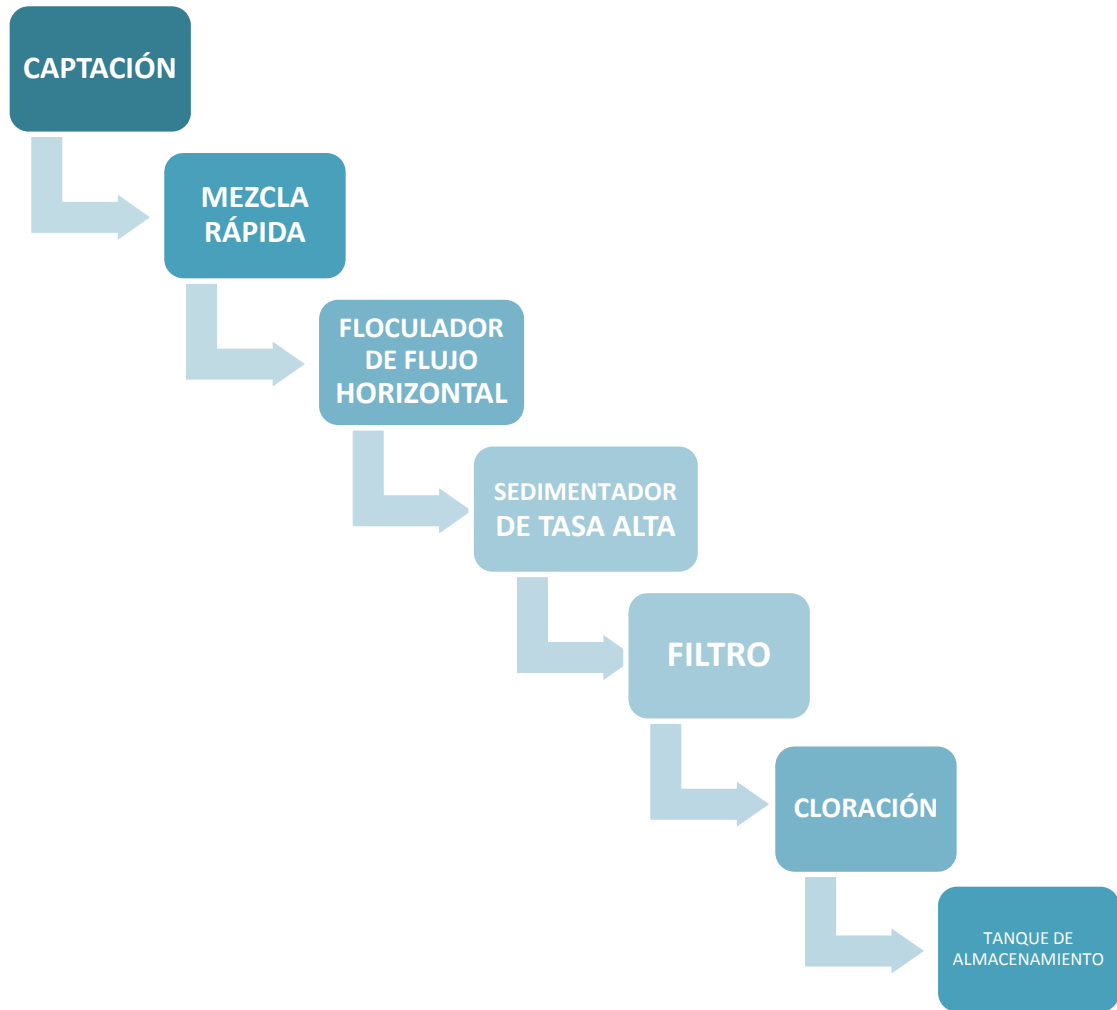 CAPTACIÓN
MEZCLA
RÁPIDA
FLOCULADOR
DE FLUJO
HORIZONTAL
SEDIMENTADOR
DE TASA ALTA
FILTRO
CLORACIÓN
TANQUE DE
ALMACENAMIENTO